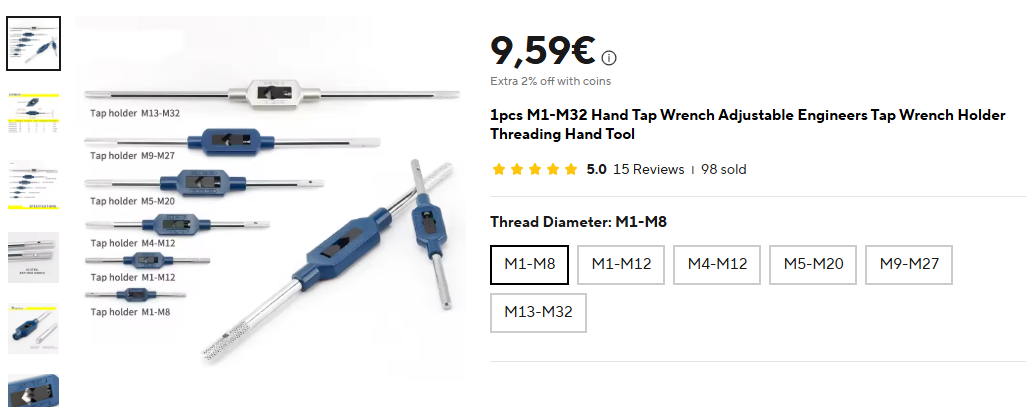 Tap holder M13-M32
Tap holder M9-M27
Tap holder M5-M20
Tap holder M4-M12
Tap holder M1-M12
Tap holder M1-M8
9,59€
Extra 2% off with coins
1pcs M1-M32 Hand Tap Wrench Adjustable Engineers Tap Wrench Holder
Threading Hand Tool
5.0 15 Reviews | 98 sold
Thread Diameter: M1-M8
M1-M8 M1-M12 M4-M12 M5-M20 M9-M27
M13-M32